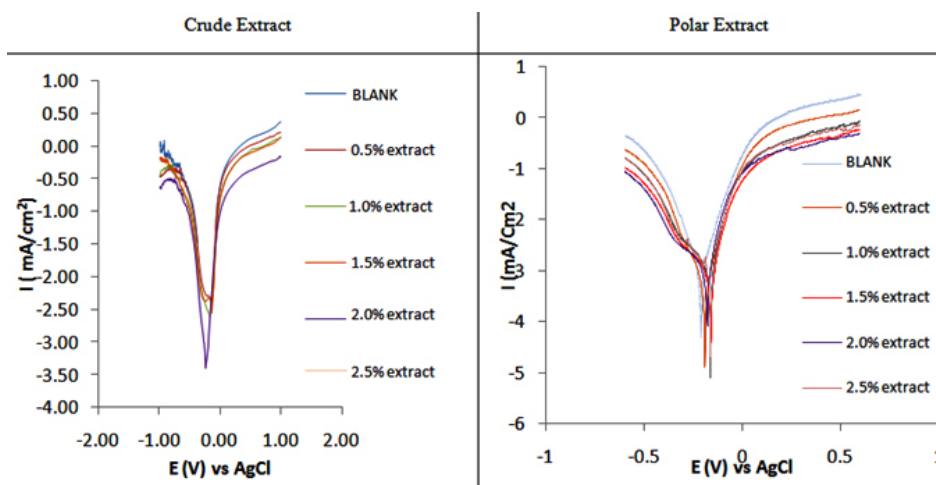 Crude Extract
Polar Extract
1.00
0.50
0.00
-0.50
-1.00
-1.50
-2.00
-2.50
-3.00
-3.50
-4.00
I ( mA/cm²)
-2.00 -1.00 0.00 1.00 2.00
E (V) vs AgCl
BLANK
0.5% extract
1.0% extract
1.5% extract
2.0% extract
2.5% extract
1
0
-1
-2
-3
-4
-5
-6
I (mA/Cm2
-1 -0.5 0 0.5 1
E (V) vs AgCl
BLANK
0.5% extract
1.0% extract
1.5% extract
2.0% extract
2.5% extract